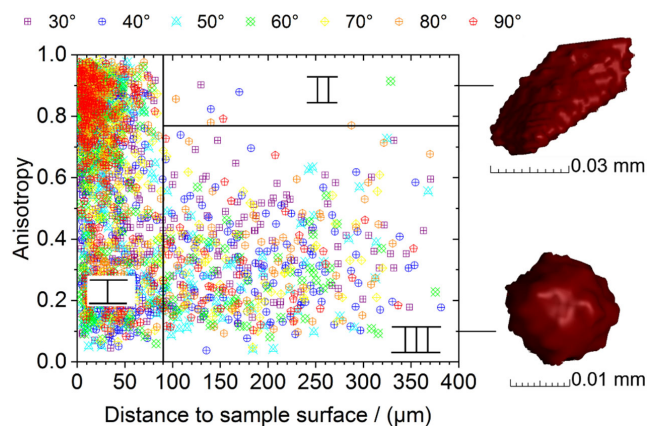 30° 40° 50° 60° 70° 80° 90°
1.0
0.8
0.6
0.4
0.2
0.0
Anisotropy
I
II
III
0 50 100 150 200 250 300 350 400
Distance to sample surface / (µm)
0.03 mm
0.01 mm